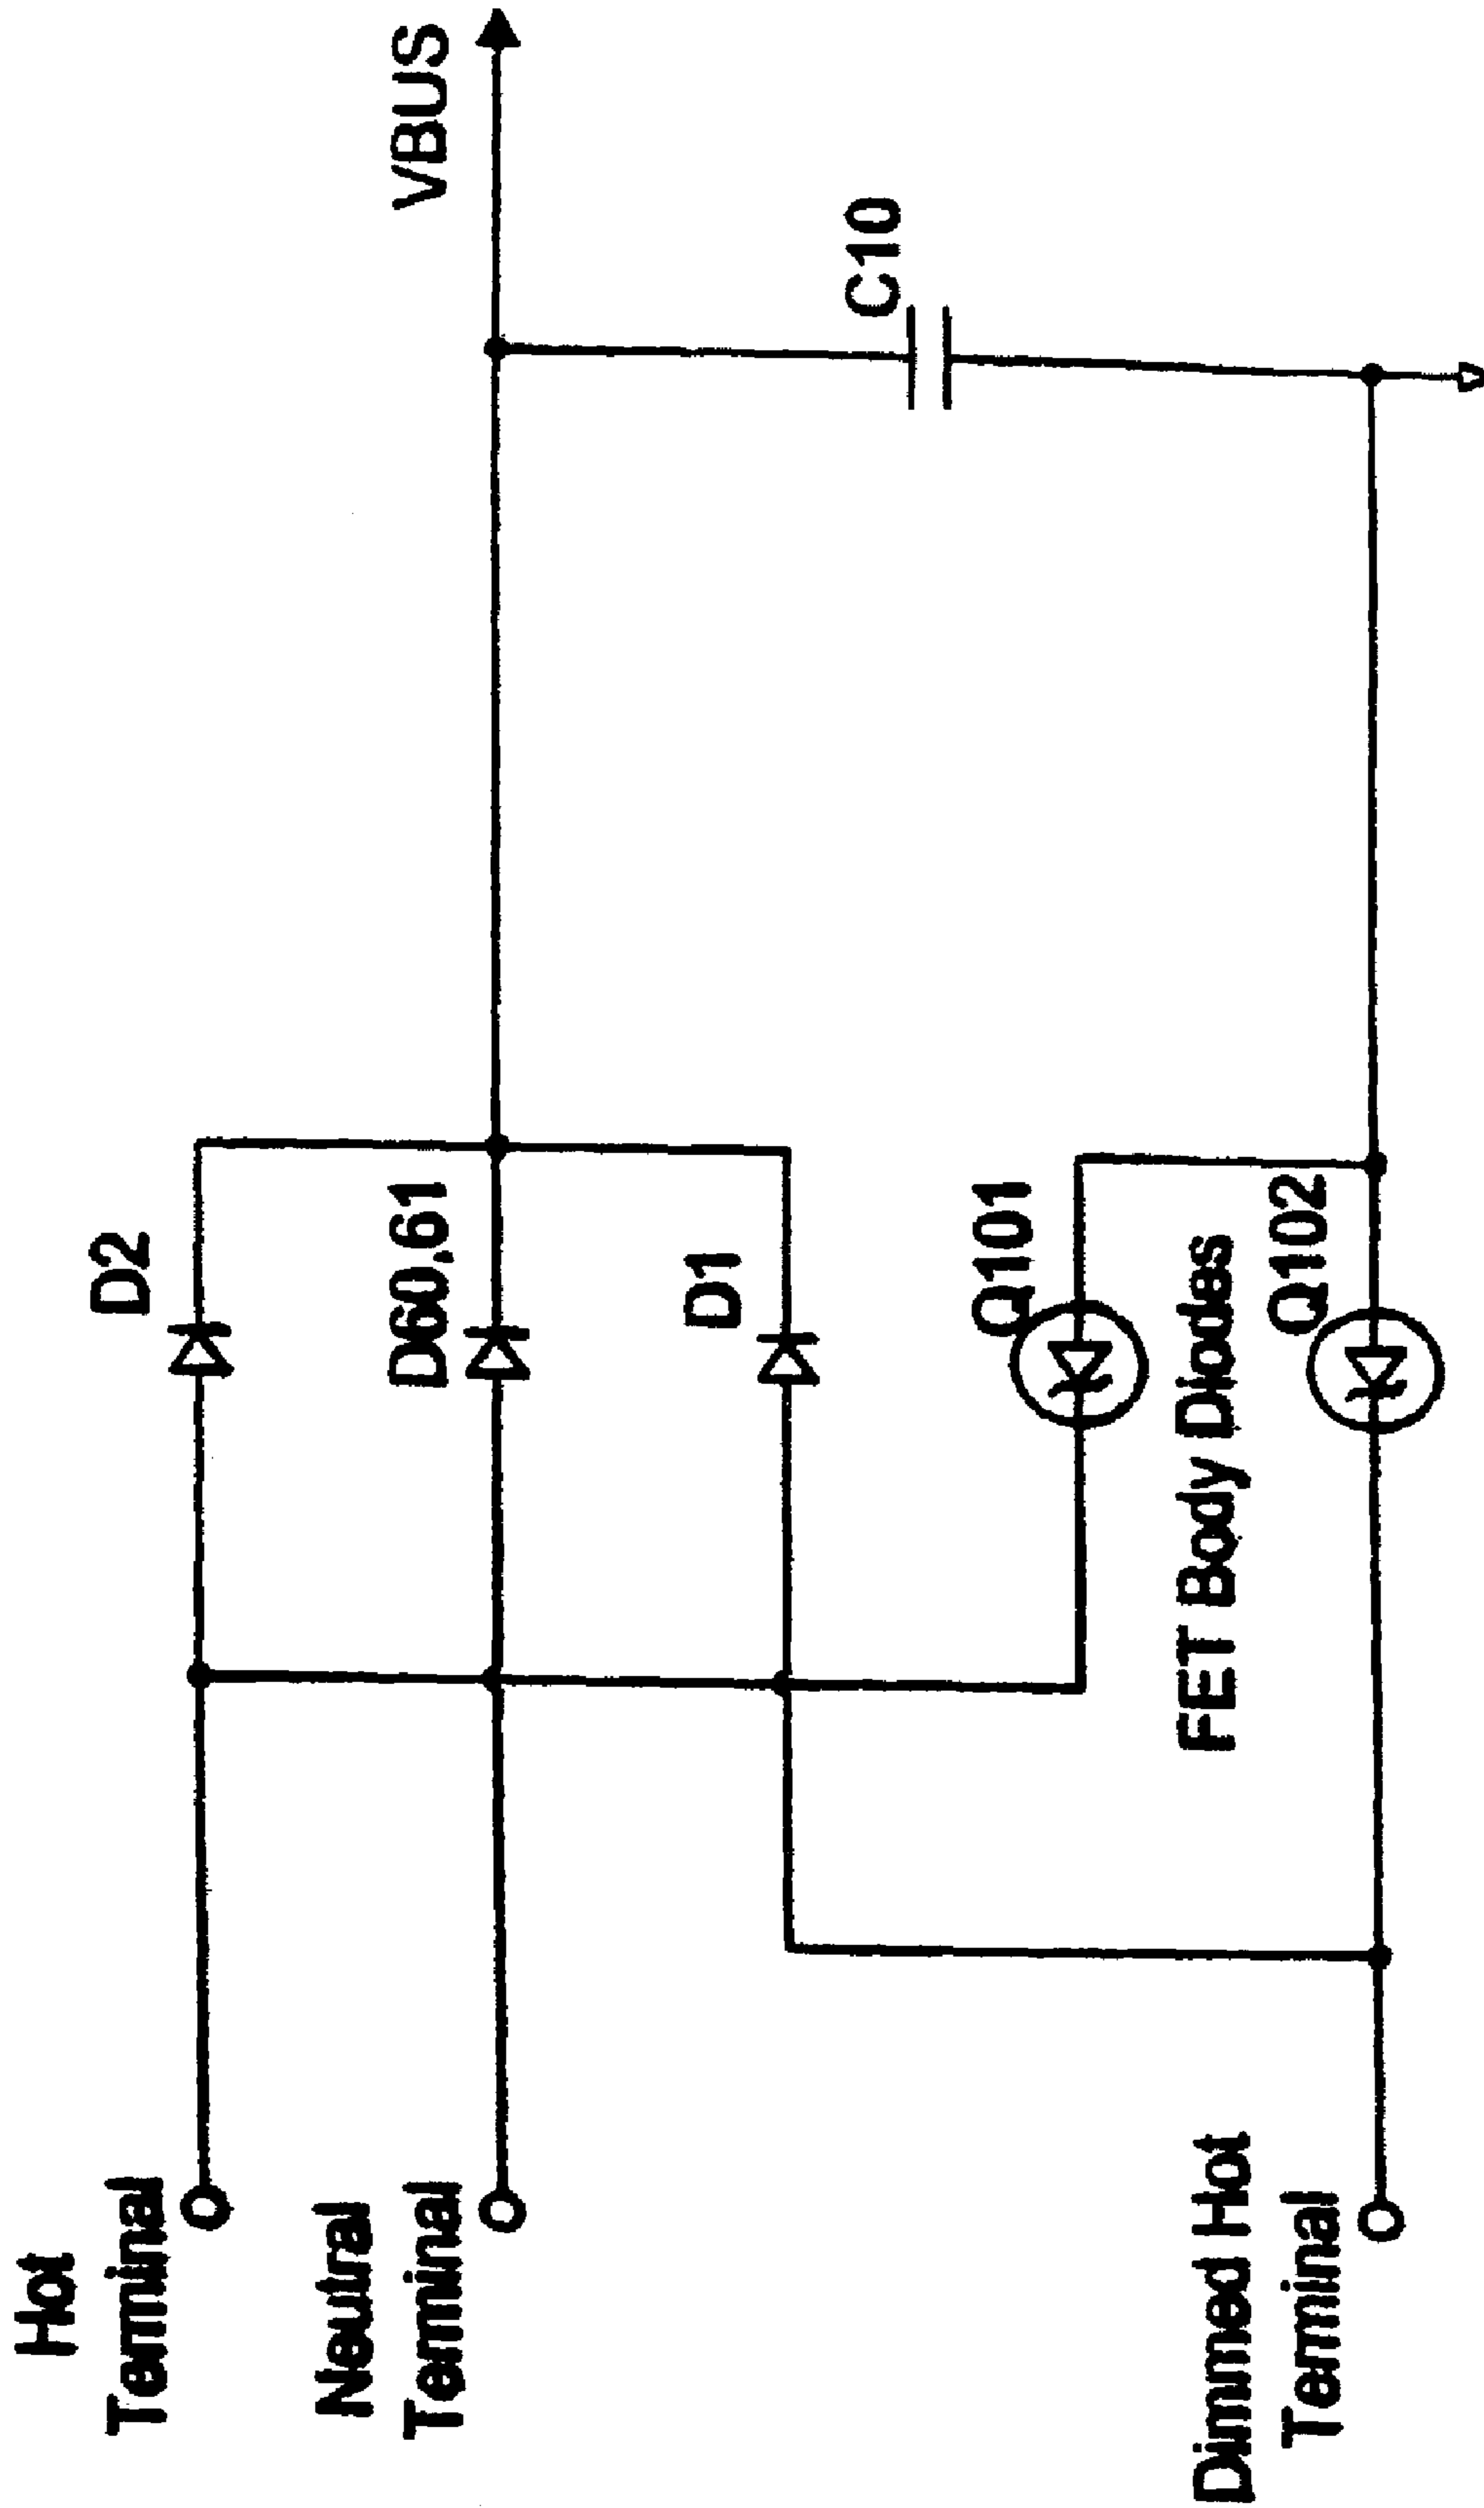 Hot
Terminal
D2
VBUS
Neutral
Terminal
D60,61
D1
C10
Q101
FET Body Diodes
Dimmed Hot
Terminal
Q102